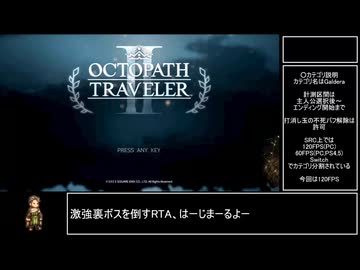 OCTOPATH
TRAVELER
II
PRESS ANY KEY
〇カテゴリ説明
カテゴリ名はGaldera
計測区間は
主人公選択後~
エンディング開始まで
打消し玉の不死バフ解除は
許可
SRC上では
120FPS(PC)
60FPS(PC,PS4,5)
Switch
でカテゴリ分割されている
今回は120FPS
激強裏ボスを倒すRTA、はーじまーるよー